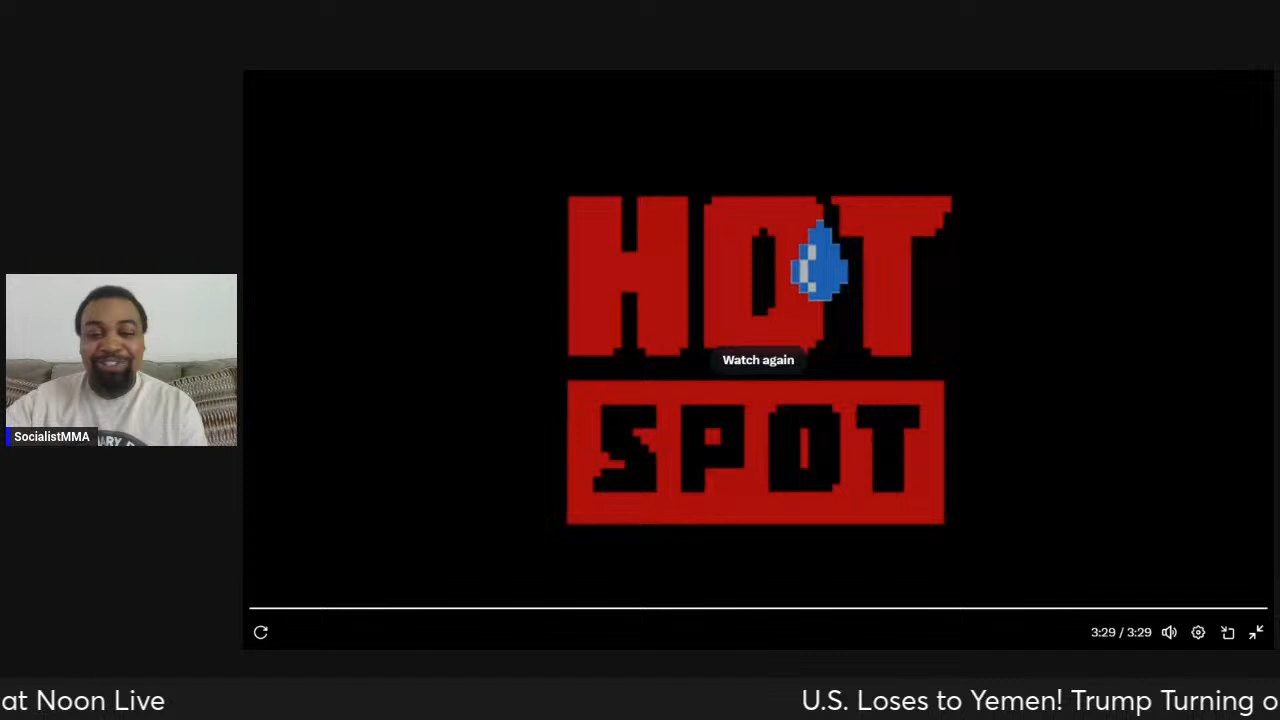 HOT
SPOT
Watch again
SocialistMMA
3:29 / 3:29
at Noon Live
U.S. Loses to Yemen! Trump Turning o